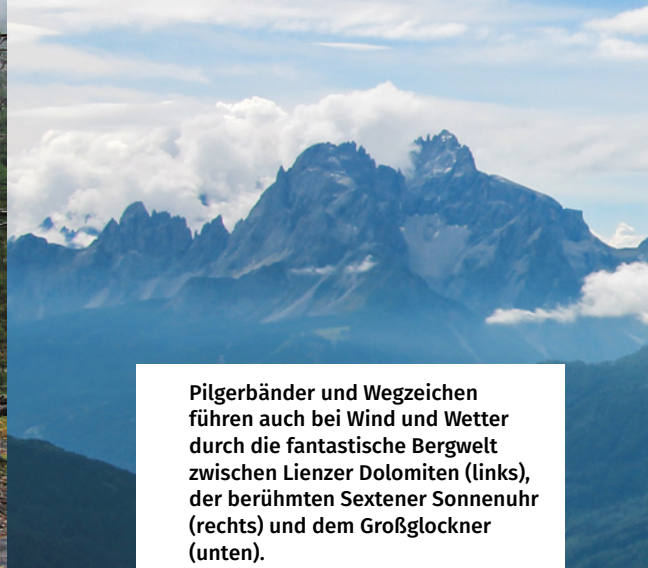 Pilgerbänder und Wegzeichen
führen auch bei Wind und Wetter
durch die fantastische Bergwelt
zwischen Lienzer Dolomiten (links),
der berühmten Sextener Sonnenuhr
(rechts) und dem Großglockner
(unten).